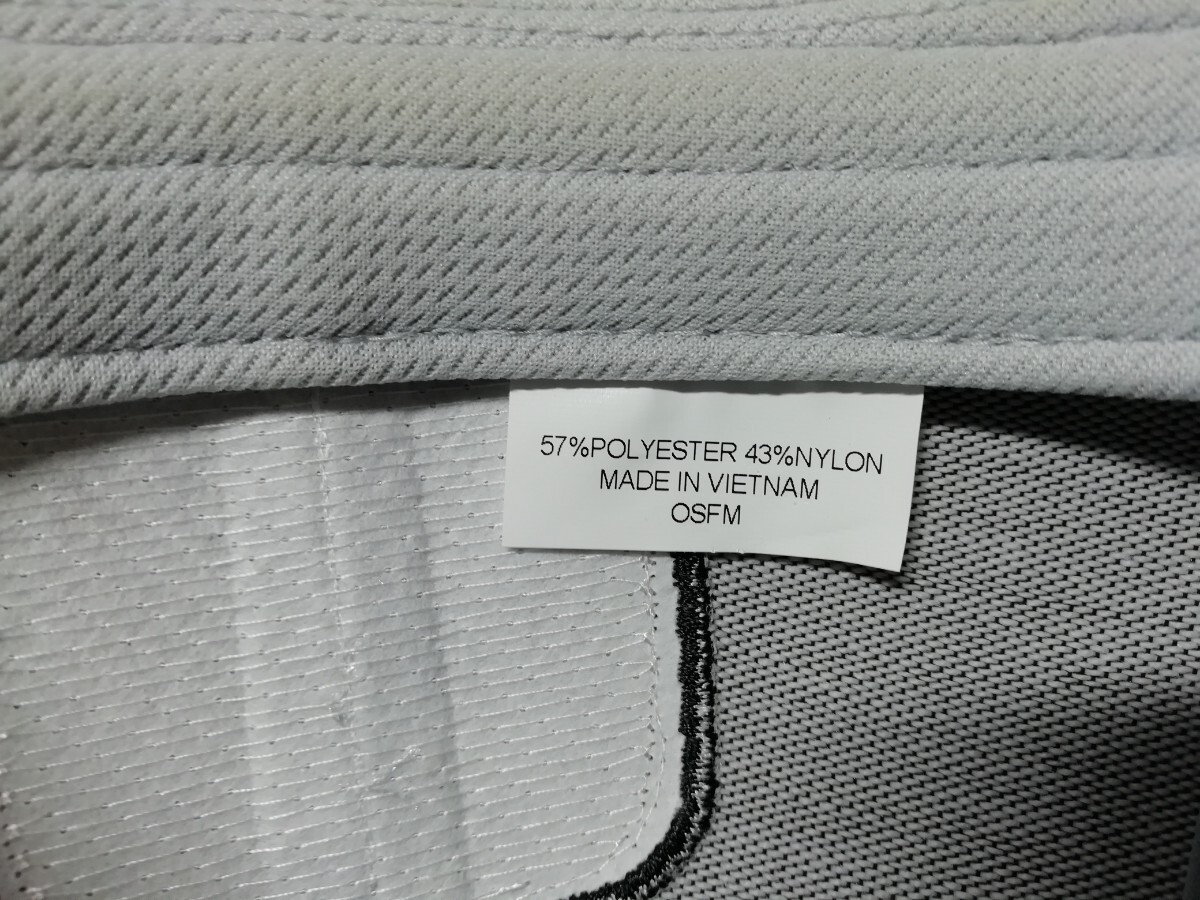 57%POLYESTER 43%NYLON
MADE IN VIETNAM
OSFM